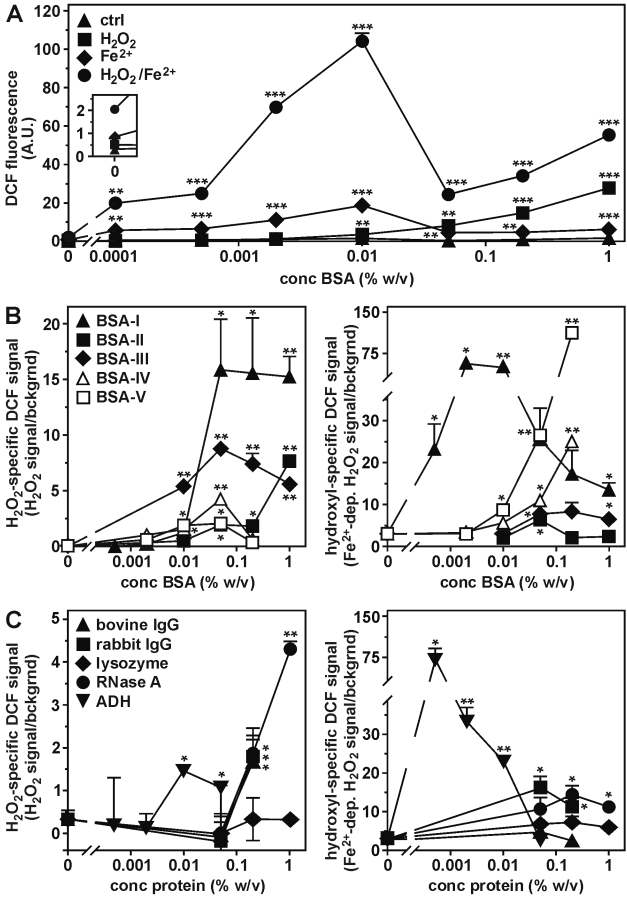 A
ctrl
H2O2
Fe2+
H2O2/Fe2+
DCF fluorescence
(A.U.)
120
100
80
60
40
20
0
2
1
0
0
** *** *** *** *** *** ***
** *** *** *** ** ** ***
** ** *** ***
0 0.0001 0.001 0.01 0.1 1
conc BSA (% w/v)
B
BSA-I
BSA-II
BSA-III
BSA-IV
BSA-V
H2O2-specific DCF signal
(H2O2 signal/bckgrnd)
20
15
10
5
0
* * **
** ** ** ** **
** * * * * *
0 0.001 0.01 0.1 1
conc BSA (% w/v)
hydroxyl-specific DCF signal
(Fe2+-dep. H2O2 signal/bckgrnd)
150
75
30
20
10
0
* * ** **
** ** * *
* * * * *
0 0.001 0.01 0.1 1
conc BSA (% w/v)
C
bovine IgG
rabbit IgG
lysozyme
RNase A
ADH
H2O2-specific DCF signal
(H2O2 signal/bckgrnd)
5
4
3
2
1
0
* * * * * **
0 0.001 0.01 0.1 1
conc protein (% w/v)
hydroxyl-specific DCF signal
(Fe2+-dep. H2O2 signal/bckgrnd)
150
75
30
20
10
0
* ** ** * * * *
0 0.001 0.01 0.1 1
conc protein (% w/v)